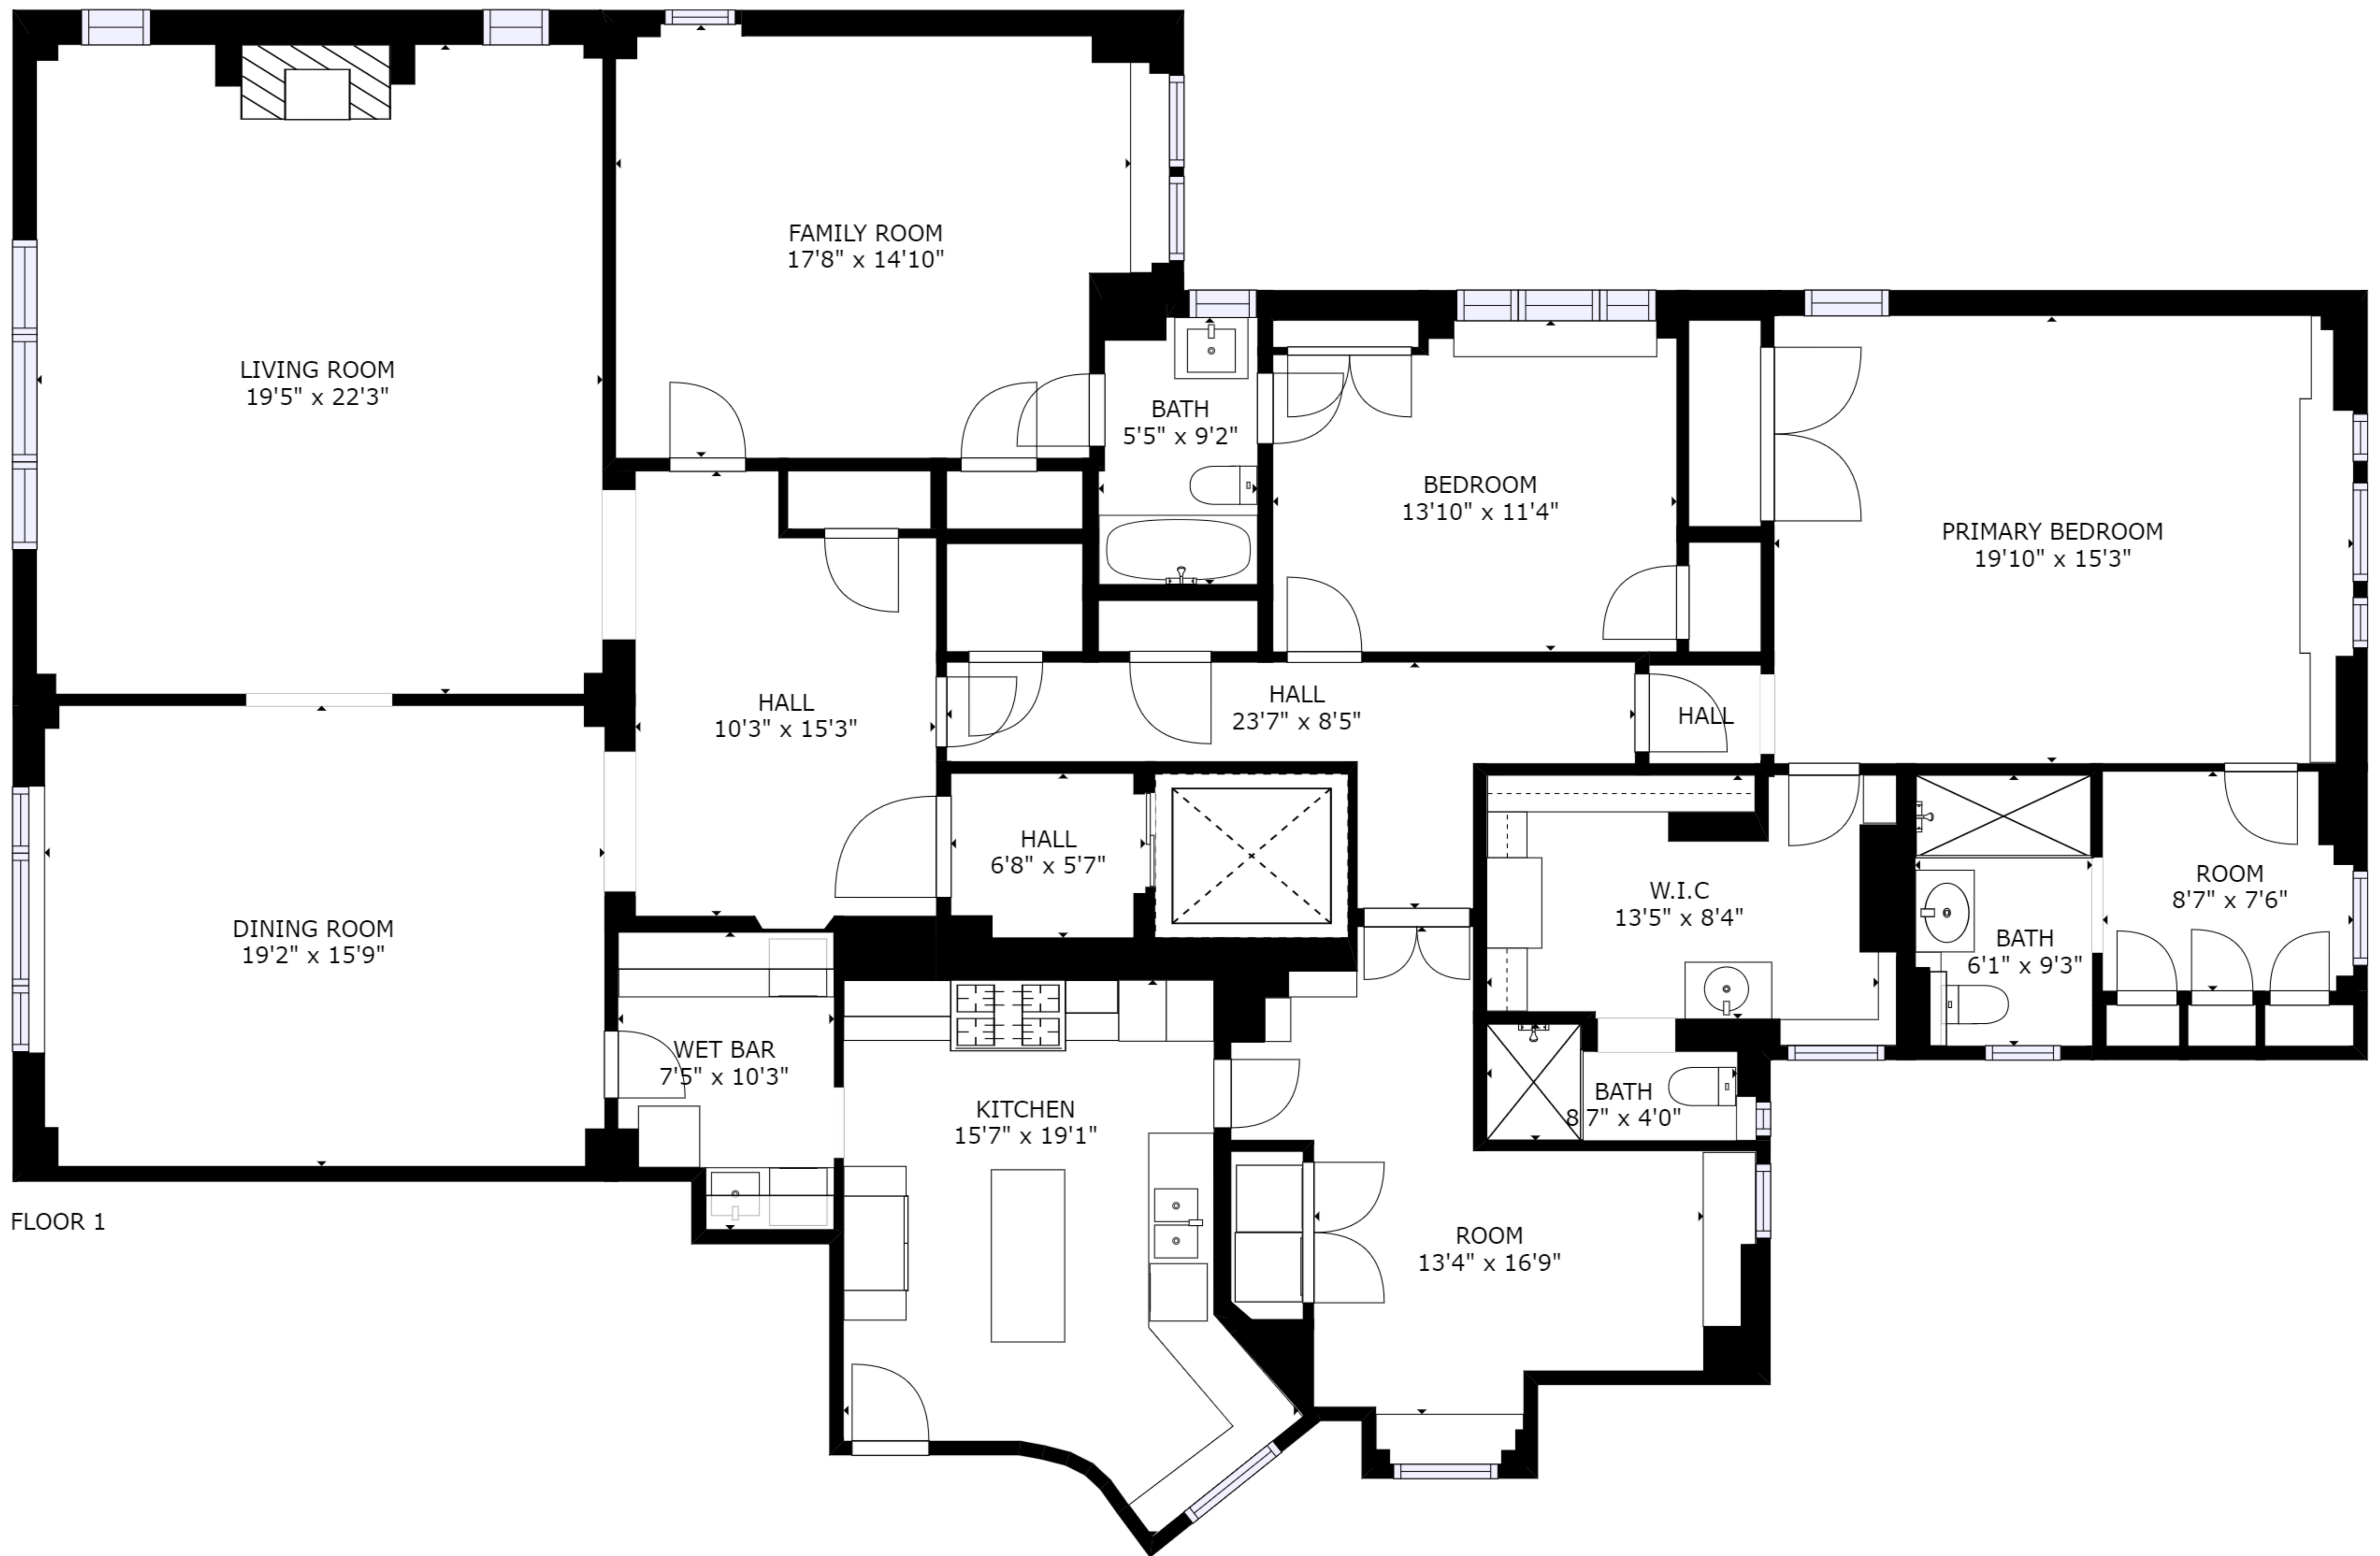 FAMILY ROOM
17'8" x 14'10"
LIVING ROOM
19'5" x 22'3"
BATH
5'5" x 9'2"
BEDROOM
13'10" x 11'4"
PRIMARY BEDROOM
19'10" x 15'3"
HALL
10'3" x 15'3"
HALL
23'7" x 8'5"
HALL
HALL
6'8" x 5'7"
W.I.C
13'5" x 8'4"
ROOM
8'7" x 7'6"
DINING ROOM
19'2" x 15'9"
BATH
6'1" x 9'3"
WET BAR
7'5" x 10'3"
BATH
8'7" x 4'0"
KITCHEN
15'7" x 19'1"
ROOM
13'4" x 16'9"
FLOOR 1